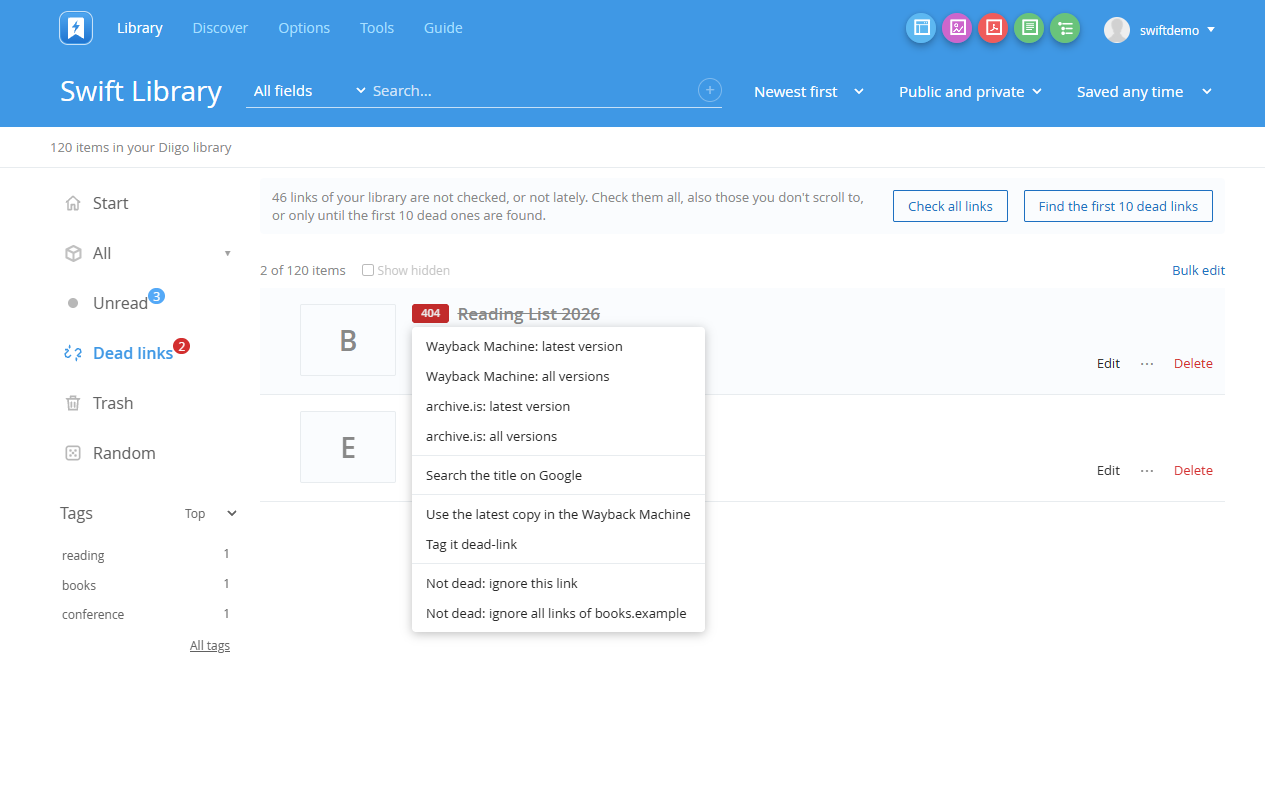 Library Discover Options Tools Guide swiftdemo
Swift Library All fields Search... Newest first Public and private Saved any time
120 items in your Diigo library
Start
All
Unread 3
Dead links 2
Trash
Random
Tags Top
reading 1
books 1
conference 1
All tags
46 links of your library are not checked, or not lately. Check them all, also those you don't scroll to,
or only until the first 10 dead ones are found.
Check all links Find the first 10 dead links
2 of 120 items Show hidden Bulk edit
B 404 Reading List 2026
Edit ··· Delete
E
Edit ··· Delete
Wayback Machine: latest version
Wayback Machine: all versions
archive.is: latest version
archive.is: all versions
Search the title on Google
Use the latest copy in the Wayback Machine
Tag it dead-link
Not dead: ignore this link
Not dead: ignore all links of books.example